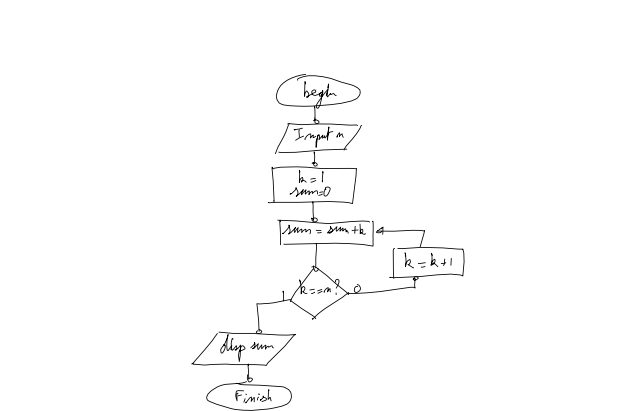 begin
Input n
k = 1
sum=0
sum = sum + k
k = k + 1
k == n ?
1
0
disp sum
Finish